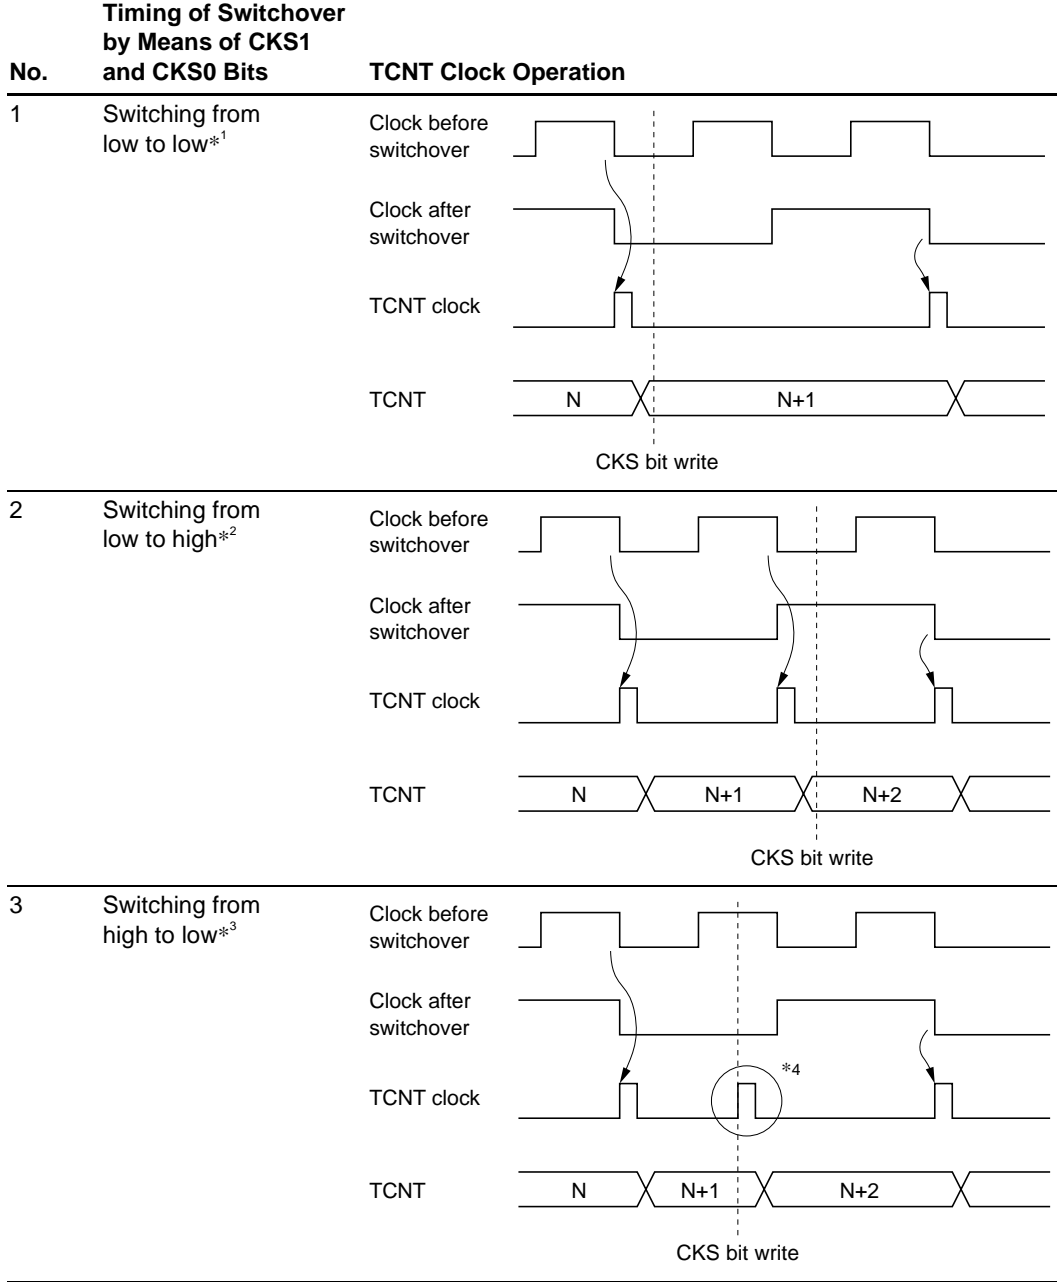 Timing of Switchover
by Means of CKS1
No. and CKS0 Bits TCNT Clock Operation
1 Switching from
low to low*1
Clock before
switchover
Clock after
switchover
TCNT clock
TCNT N N+1
CKS bit write
2 Switching from
low to high*2
Clock before
switchover
Clock after
switchover
TCNT clock
TCNT N N+1 N+2
CKS bit write
3 Switching from
high to low*3
Clock before
switchover
Clock after
switchover
*4
TCNT clock
TCNT N N+1 N+2
CKS bit write